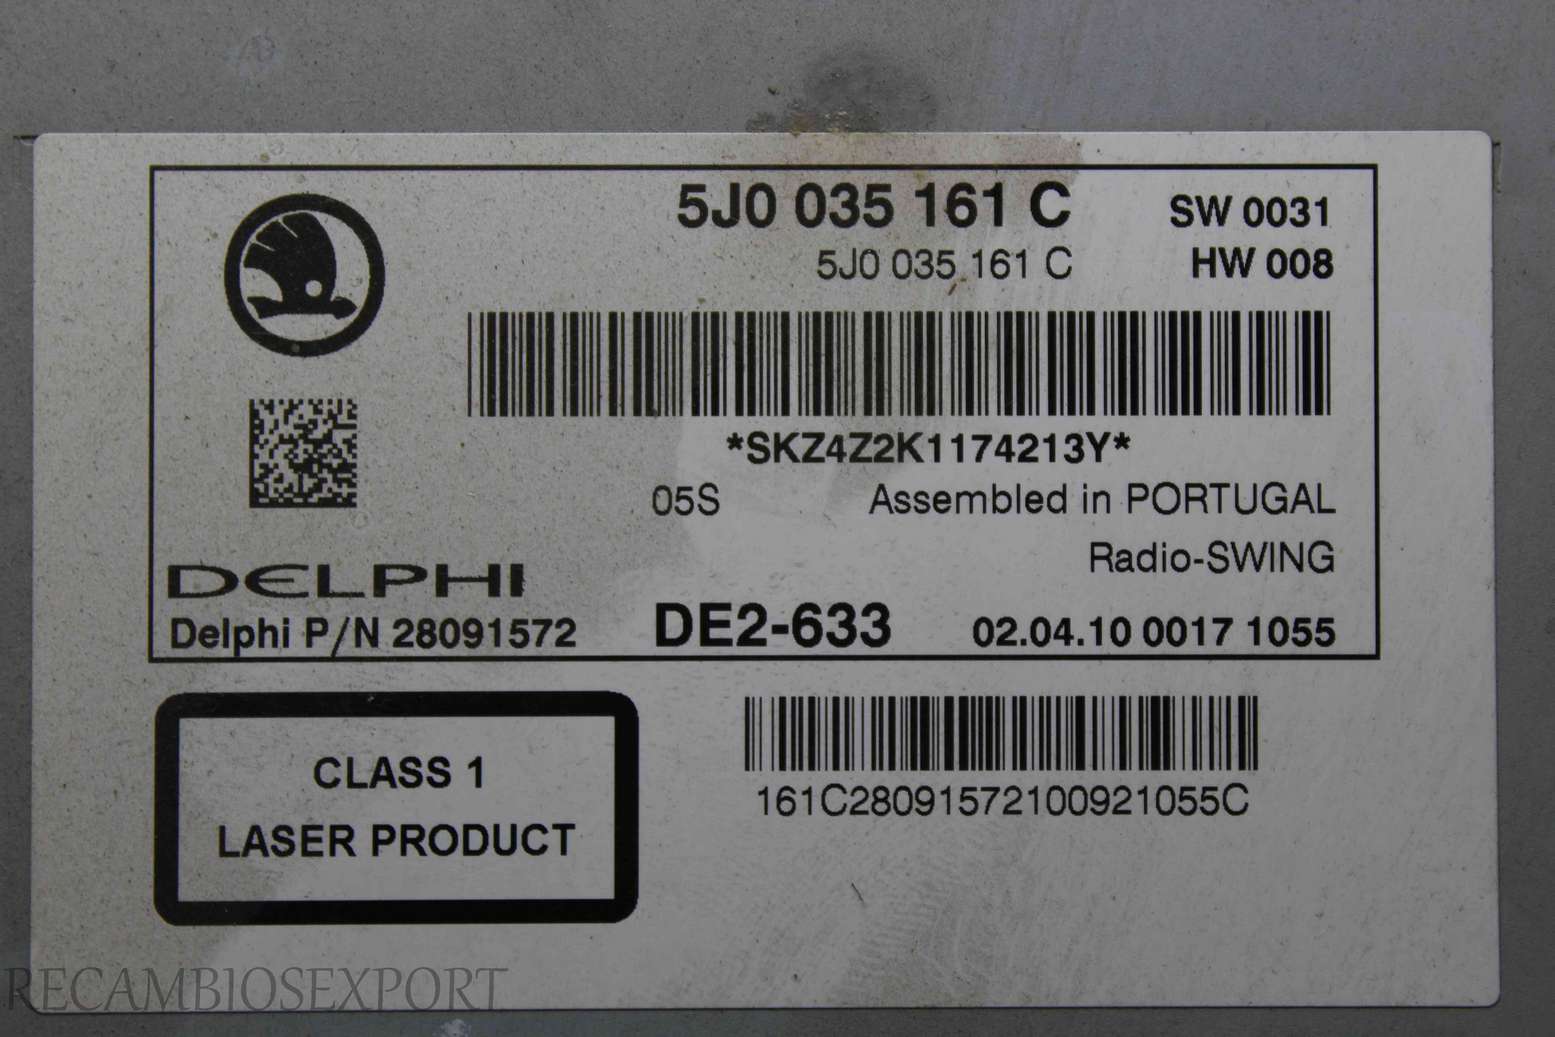 5J0 035 161 C SW 0031
5J0 035 161 C HW 008
*SKZ4Z2K1174213Y*
05S Assembled in PORTUGAL
Radio-SWING
DELPHI
Delphi P/N 28091572 DE2-633 02.04.10 0017 1055
CLASS 1
LASER PRODUCT
161C28091572100921055C
RECAMBIOSEXPORT